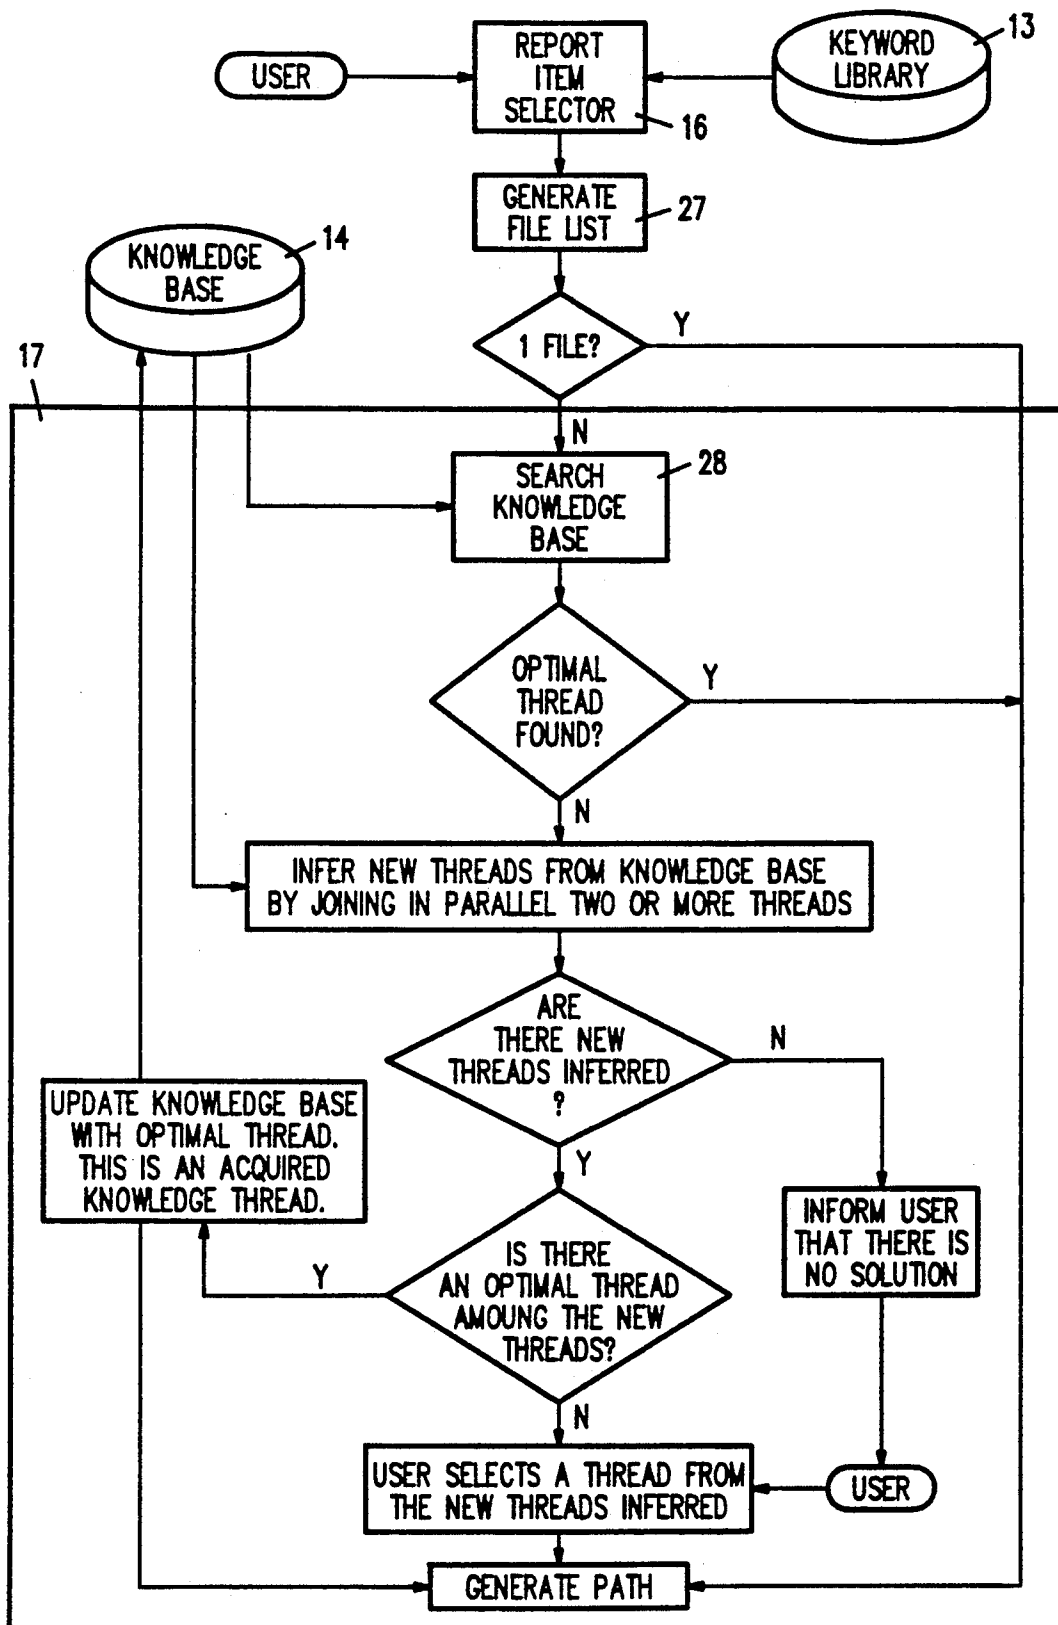 REPORT
ITEM
SELECTOR
16
USER
KEYWORD
LIBRARY
13
GENERATE
FILE LIST
27
KNOWLEDGE
BASE
14
1 FILE?
Y
17
N
SEARCH
KNOWLEDGE
BASE
28
OPTIMAL
THREAD
FOUND?
Y
N
INFER NEW THREADS FROM KNOWLEDGE BASE
BY JOINING IN PARALLEL TWO OR MORE THREADS
ARE
THERE NEW
THREADS INFERRED
?
N
Y
UPDATE KNOWLEDGE BASE
WITH OPTIMAL THREAD.
THIS IS AN ACQUIRED
KNOWLEDGE THREAD.
INFORM USER
THAT THERE IS
NO SOLUTION
IS THERE
AN OPTIMAL THREAD
AMOUNG THE NEW
THREADS?
Y
N
USER SELECTS A THREAD FROM
THE NEW THREADS INFERRED
USER
GENERATE PATH